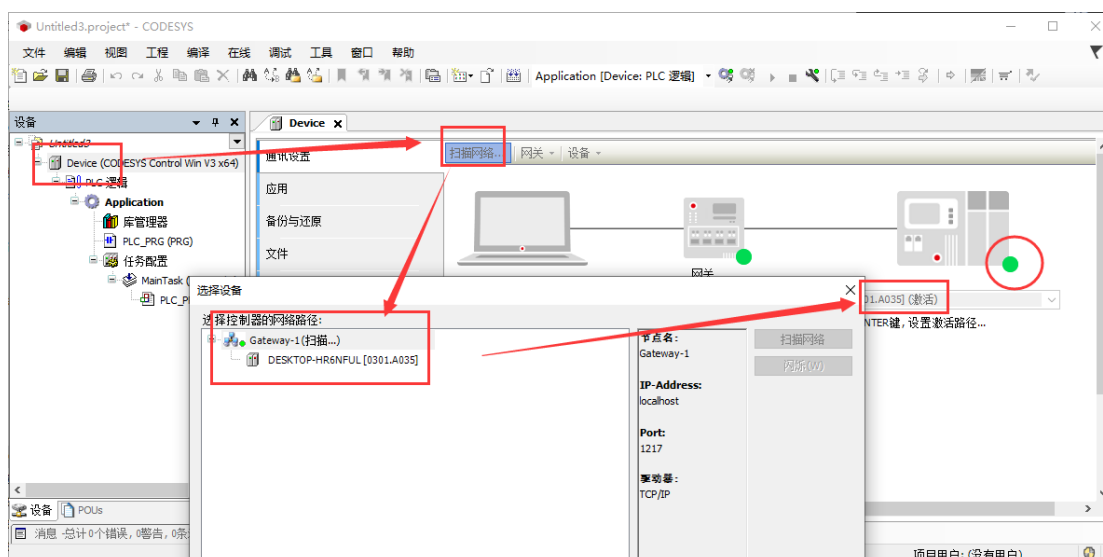 Untitled3.project* - CODESYS
文件 编辑 视图 工程 编译 在线 调试 工具 窗口 帮助
Application [Device: PLC 逻辑]
设备
Device
Untitled3
Device (CODESYS Control Win V3 x64)
PLC 逻辑
Application
库管理器
PLC_PRG (PRG)
任务配置
MainTask (
PLC_P
通讯设置
应用
备份与还原
文件
扫描网络... 网关 设备
网关
01.A035] (激活)
NTER键, 设置激活路径...
选择设备
选择控制器的网络路径:
Gateway-1(扫描...)
DESKTOP-HR6NFUL [0301.A035]
节点名:
Gateway-1
IP-Address:
localhost
Port:
1217
驱动器:
TCP/IP
扫描网络
闪烁(W)
设备 POUs
消息 -总计0个错误, 0警告, 0条
项目用户: (没有用户)